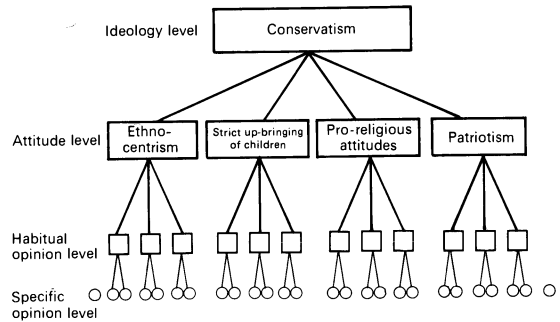 Ideology level
Conservatism
Attitude level
Ethno-
centrism
Strict up-bringing
of children
Pro-religious
attitudes
Patriotism
Habitual
opinion level
Specific
opinion level